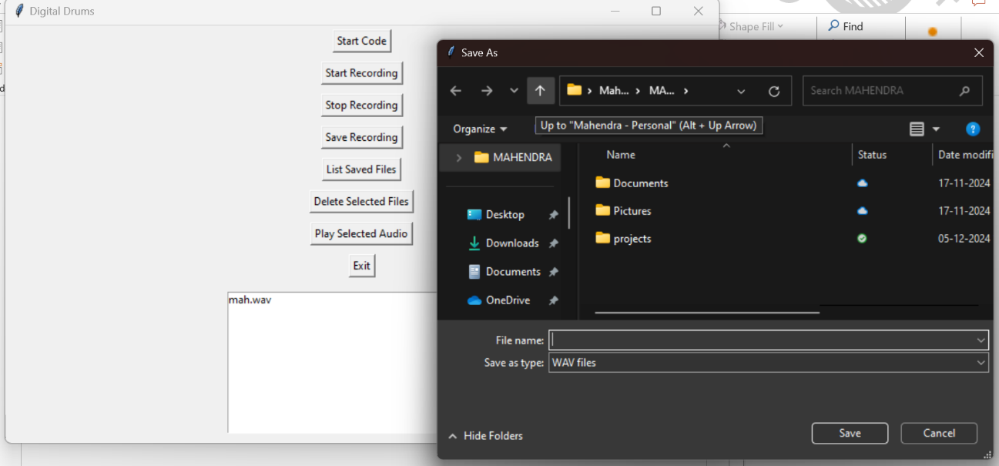 Digital Drums
Start Code
Start Recording
Stop Recording
Save Recording
List Saved Files
Delete Selected Files
Play Selected Audio
Exit
mah.wav
Shape Fill
Find
Save As
Mah... MA...
Search MAHENDRA
Organize
Up to "Mahendra - Personal" (Alt + Up Arrow)
MAHENDRA
Desktop
Downloads
Documents
OneDrive
Name Status Date modifi
Documents 17-11-2024
Pictures 17-11-2024
projects 05-12-2024
File name:
Save as type: WAV files
Hide Folders
Save Cancel